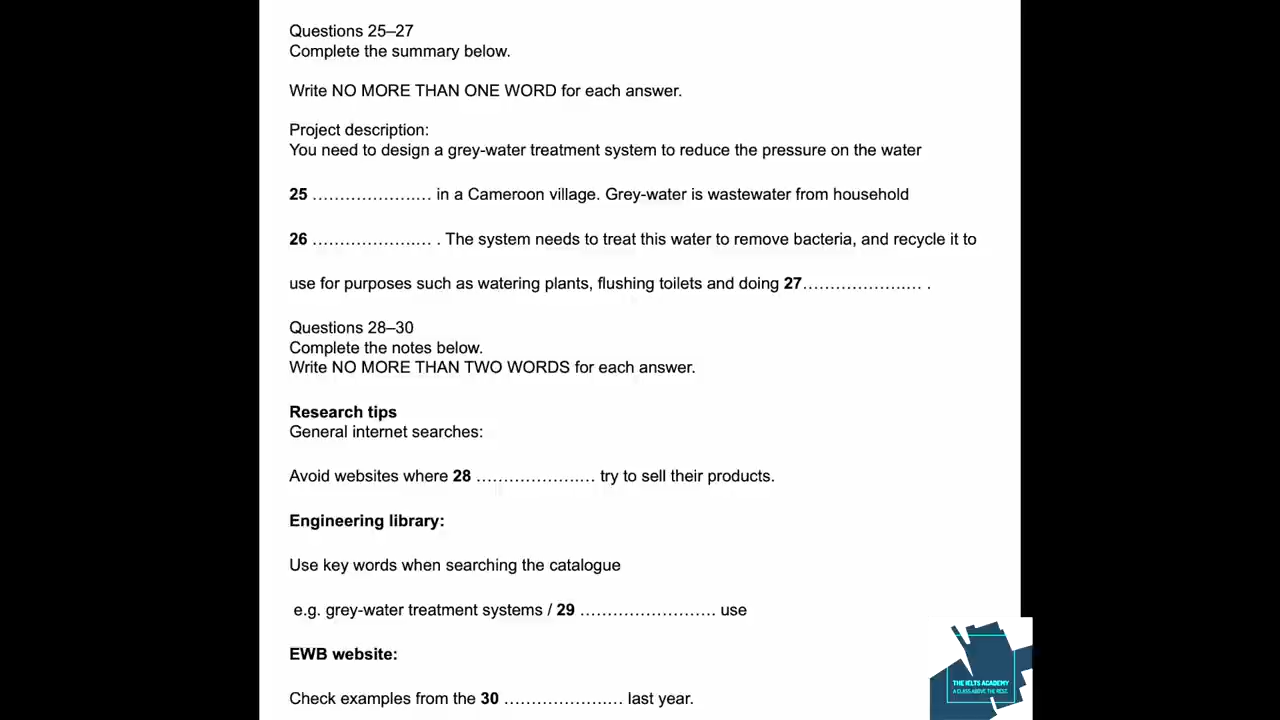 Questions 25–27
Complete the summary below.
Write NO MORE THAN ONE WORD for each answer.
Project description:
You need to design a grey-water treatment system to reduce the pressure on the water
25 ………………….… in a Cameroon village. Grey-water is wastewater from household
26 ………………….… . The system needs to treat this water to remove bacteria, and recycle it to
use for purposes such as watering plants, flushing toilets and doing 27………………….… .
Questions 28–30
Complete the notes below.
Write NO MORE THAN TWO WORDS for each answer.
Research tips
General internet searches:
Avoid websites where 28 ………………….… try to sell their products.
Engineering library:
Use key words when searching the catalogue
e.g. grey-water treatment systems / 29 ……………………. use
EWB website:
Check examples from the 30 ………………….… last year.
THE IELTS ACADEMY
A CLASS ABOVE THE REST.